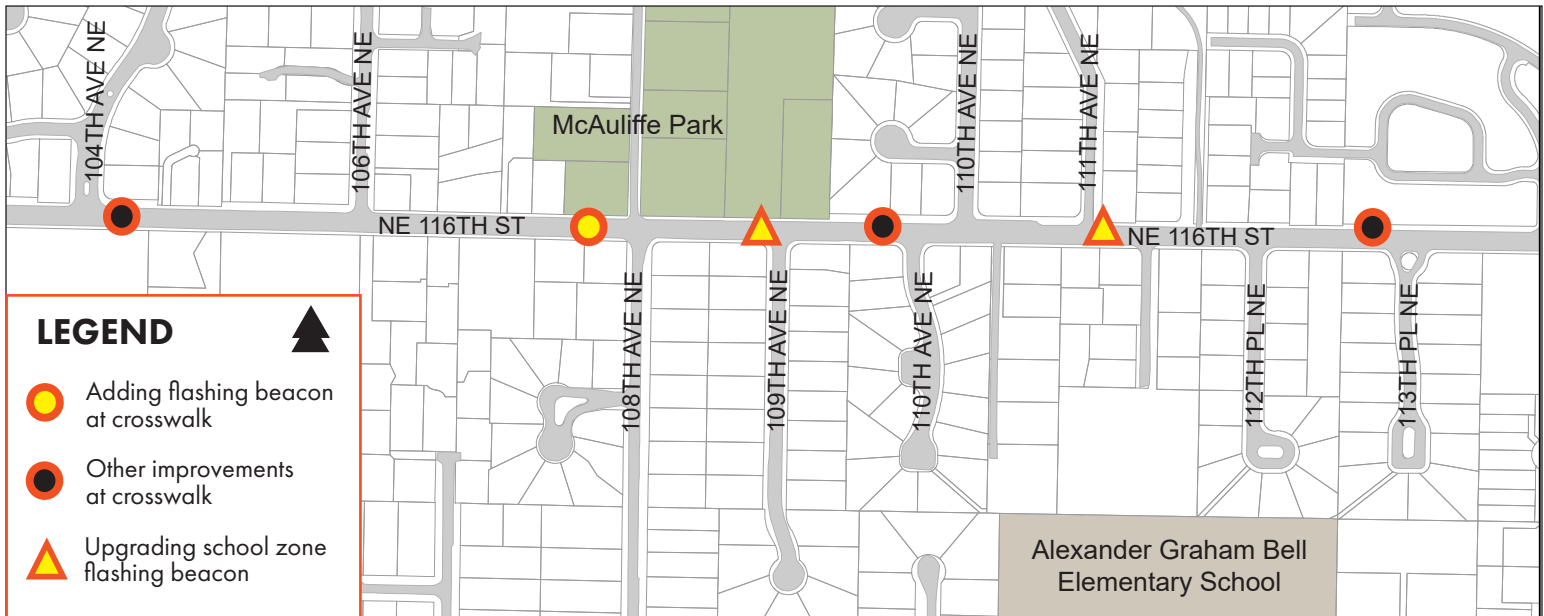 104TH AVE NE
106TH AVE NE
McAuliffe Park
110TH AVE NE
111TH AVE NE
NE 116TH ST
NE 116TH ST
108TH AVE NE
109TH AVE NE
110TH AVE NE
112TH PL NE
113TH PL NE
LEGEND
Adding flashing beacon
at crosswalk
Other improvements
at crosswalk
Upgrading school zone
flashing beacon
Alexander Graham Bell
Elementary School